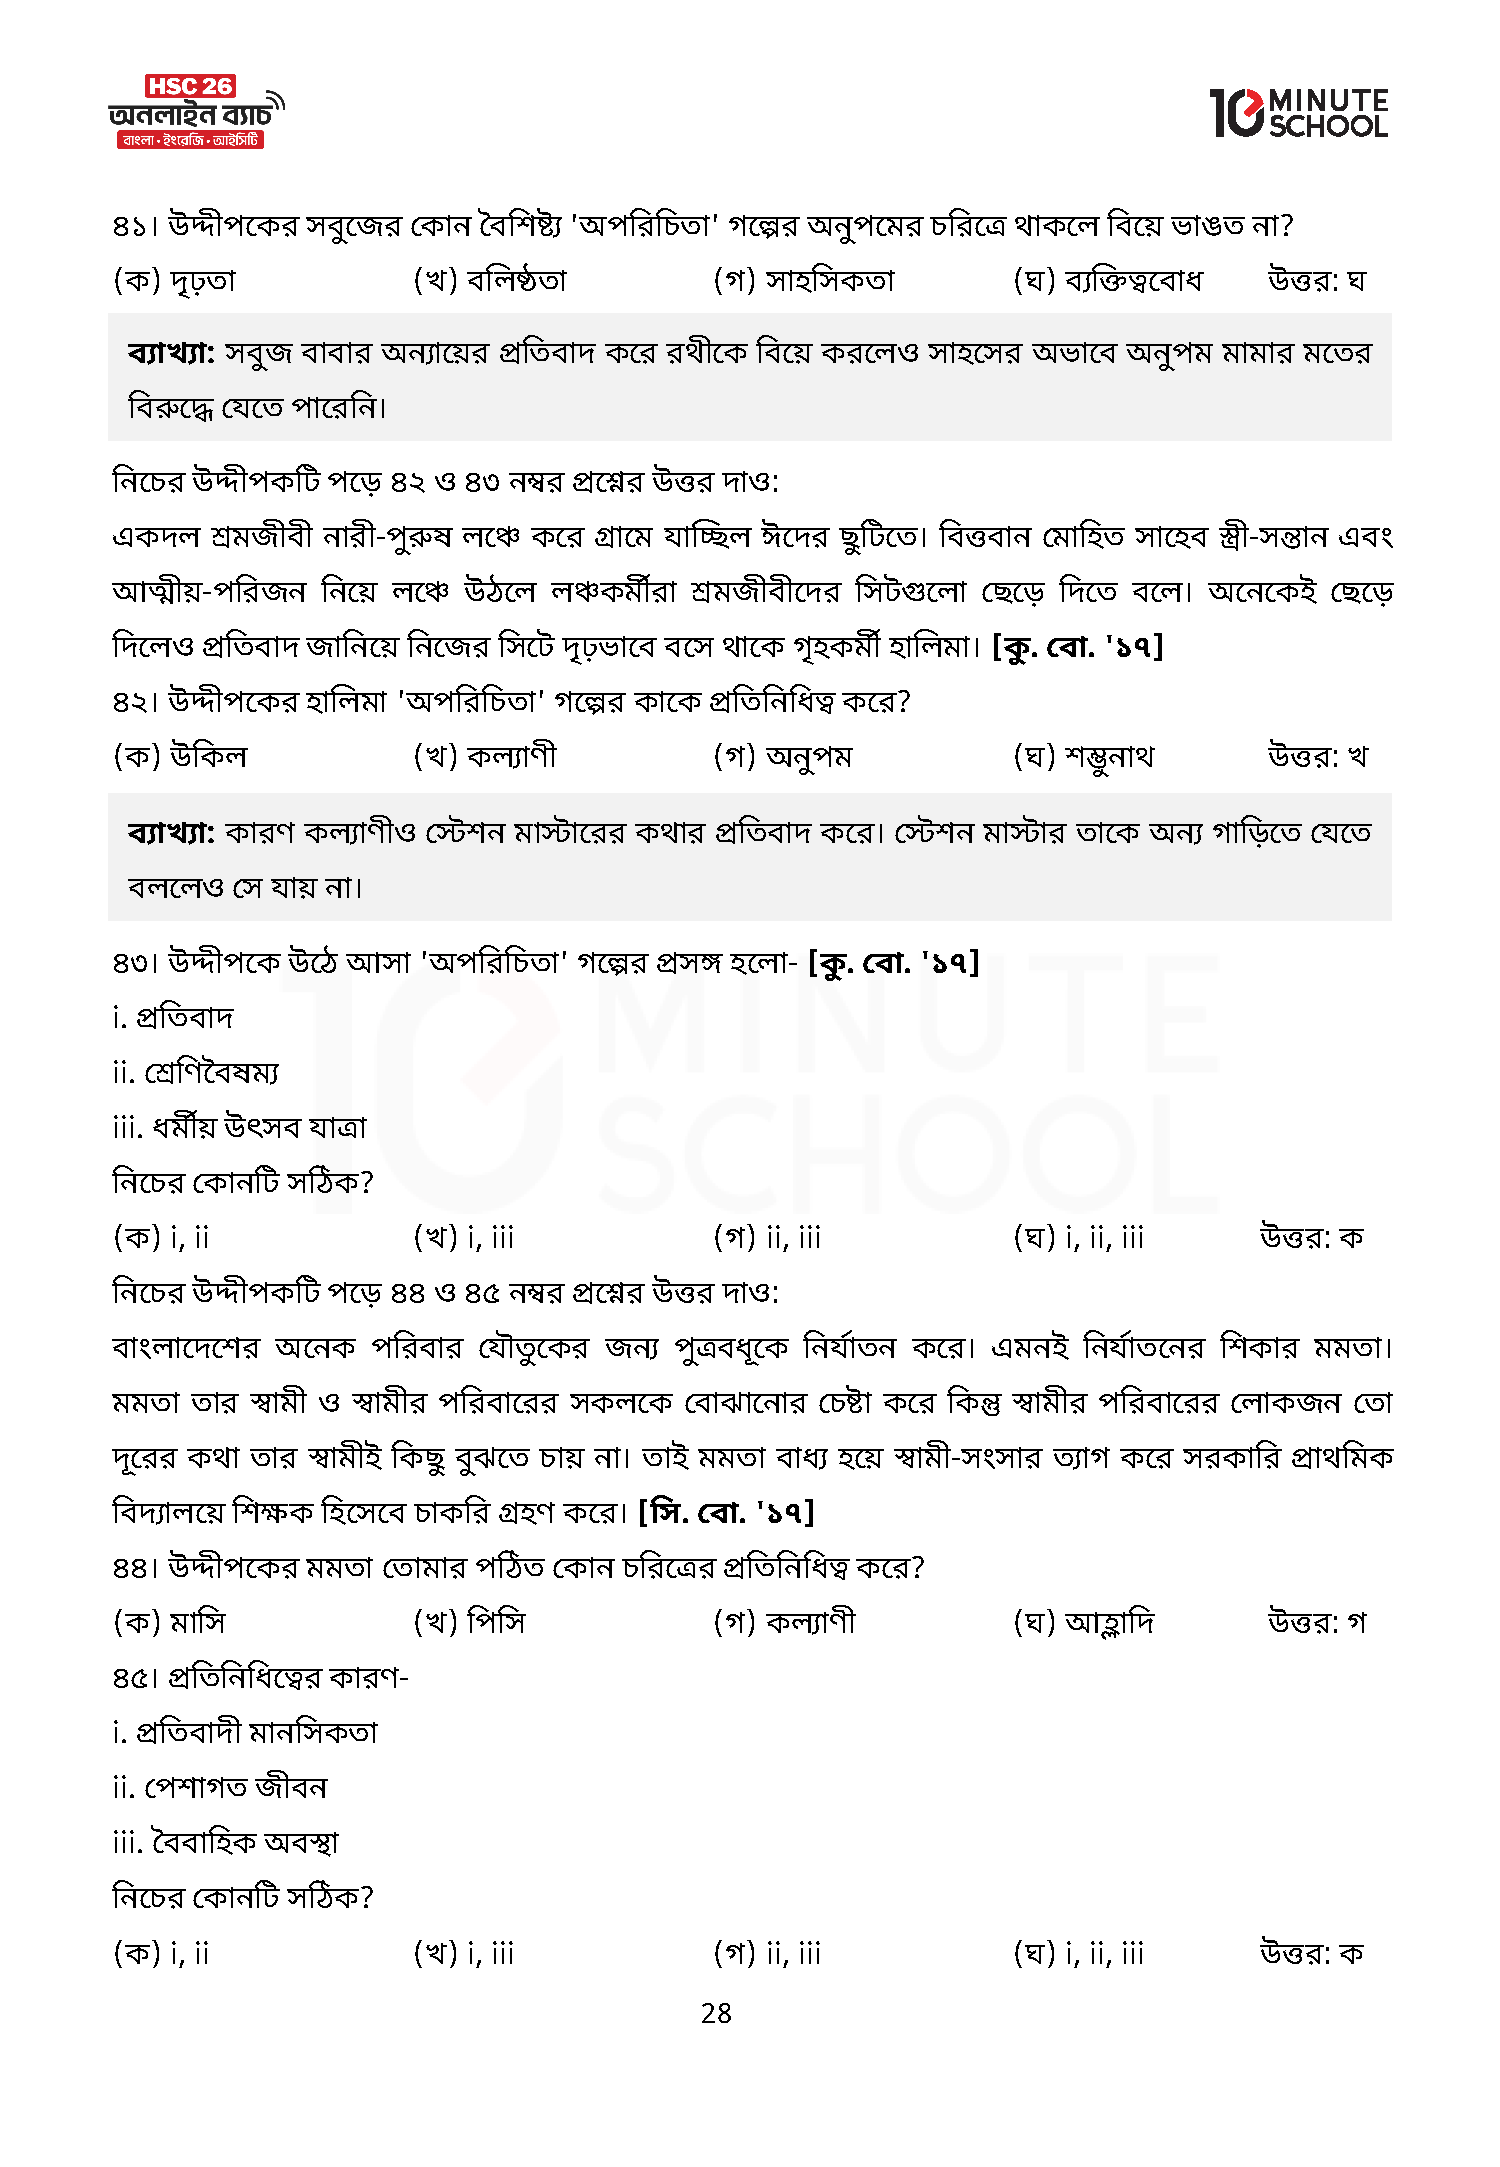 HSC 26
অনলাইন ব্যাচ
বাংলা • ইংরেজি • আইসিটি
10 MINUTE SCHOOL
৪১। উদ্দীপকের সবুজের কোন বৈশিষ্ট্য 'অপরিচিতা' গল্পের অনুপমের চরিত্রে থাকলে বিয়ে ভাঙত না?
(ক) দৃঢ়তা (খ) বলিষ্ঠতা (গ) সাহসিকতা (ঘ) ব্যক্তিত্ববোধ উত্তর: ঘ
ব্যাখ্যা: সবুজ বাবার অন্যায়ের প্রতিবাদ করে রথীকে বিয়ে করলেও সাহসের অভাবে অনুপম মামার মতের
বিরুদ্ধে যেতে পারেনি।
নিচের উদ্দীপকটি পড়ে ৪২ ও ৪৩ নম্বর প্রশ্নের উত্তর দাও:
একদল শ্রমজীবী নারী-পুরুষ লঞ্চে করে গ্রামে যাচ্ছিল ঈদের ছুটিতে। বিত্তবান মোহিত সাহেব স্ত্রী-সন্তান এবং
আত্মীয়-পরিজন নিয়ে লঞ্চে উঠলে লঞ্চকর্মীরা শ্রমজীবীদের সিটগুলো ছেড়ে দিতে বলে। অনেকেই ছেড়ে
দিলেও প্রতিবাদ জানিয়ে নিজের সিটে দৃঢ়ভাবে বসে থাকে গৃহকর্মী হালিমা। [কু. বো. '১৭]
৪২। উদ্দীপকের হালিমা 'অপরিচিতা' গল্পের কাকে প্রতিনিধিত্ব করে?
(ক) উকিল (খ) কল্যাণী (গ) অনুপম (ঘ) শম্ভুনাথ উত্তর: খ
ব্যাখ্যা: কারণ কল্যাণীও স্টেশন মাস্টারের কথার প্রতিবাদ করে। স্টেশন মাস্টার তাকে অন্য গাড়িতে যেতে
বললেও সে যায় না।
৪৩। উদ্দীপকে উঠে আসা 'অপরিচিতা' গল্পের প্রসঙ্গ হলো- [কু. বো. '১৭]
i. প্রতিবাদ
ii. শ্রেণিবৈষম্য
iii. ধর্মীয় উৎসব যাত্রা
নিচের কোনটি সঠিক?
(ক) i, ii (খ) i, iii (গ) ii, iii (ঘ) i, ii, iii উত্তর: ক
নিচের উদ্দীপকটি পড়ে ৪৪ ও ৪৫ নম্বর প্রশ্নের উত্তর দাও:
বাংলাদেশের অনেক পরিবার যৌতুকের জন্য পুত্রবধূকে নির্যাতন করে। এমনই নির্যাতনের শিকার মমতা।
মমতা তার স্বামী ও স্বামীর পরিবারের সকলকে বোঝানোর চেষ্টা করে কিন্তু স্বামীর পরিবারের লোকজন তো
দূরের কথা তার স্বামীই কিছু বুঝতে চায় না। তাই মমতা বাধ্য হয়ে স্বামী-সংসার ত্যাগ করে সরকারি প্রাথমিক
বিদ্যালয়ে শিক্ষক হিসেবে চাকরি গ্রহণ করে। [সি. বো. '১৭]
৪৪। উদ্দীপকের মমতা তোমার পঠিত কোন চরিত্রের প্রতিনিধিত্ব করে?
(ক) মাসি (খ) পিসি (গ) কল্যাণী (ঘ) আহ্লাদি উত্তর: গ
৪৫। প্রতিনিধিত্বের কারণ-
i. প্রতিবাদী মানসিকতা
ii. পেশাগত জীবন
iii. বৈবাহিক অবস্থা
নিচের কোনটি সঠিক?
(ক) i, ii (খ) i, iii (গ) ii, iii (ঘ) i, ii, iii উত্তর: ক
28